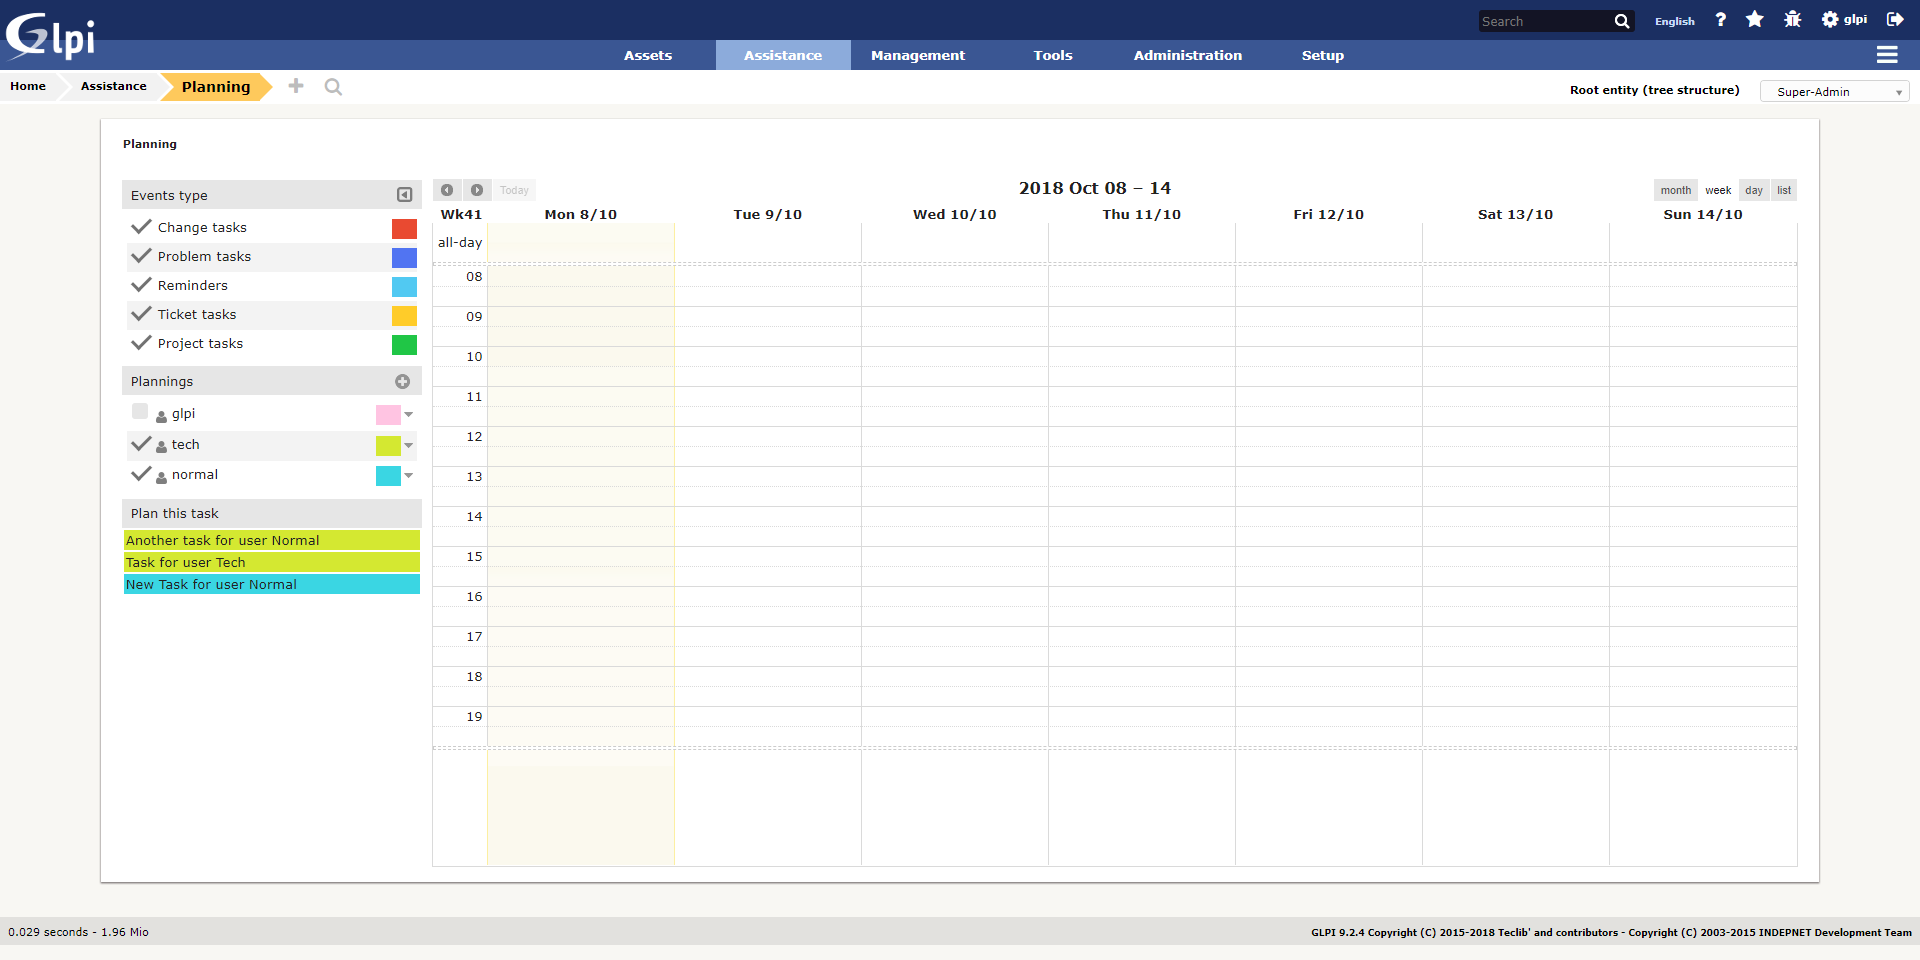 Glpi
Search
English ? glpi
Assets Assistance Management Tools Administration Setup
Home Assistance Planning
Root entity (tree structure) Super-Admin
Planning
Events type
Change tasks
Problem tasks
Reminders
Ticket tasks
Project tasks
Plannings
glpi
tech
normal
Plan this task
Another task for user Normal
Task for user Tech
New Task for user Normal
Today 2018 Oct 08 – 14 month week day list
Wk41 Mon 8/10 Tue 9/10 Wed 10/10 Thu 11/10 Fri 12/10 Sat 13/10 Sun 14/10
all-day
08
09
10
11
12
13
14
15
16
17
18
19
0.029 seconds - 1.96 Mio
GLPI 9.2.4 Copyright (C) 2015-2018 Teclib' and contributors - Copyright (C) 2003-2015 INDEPNET Development Team